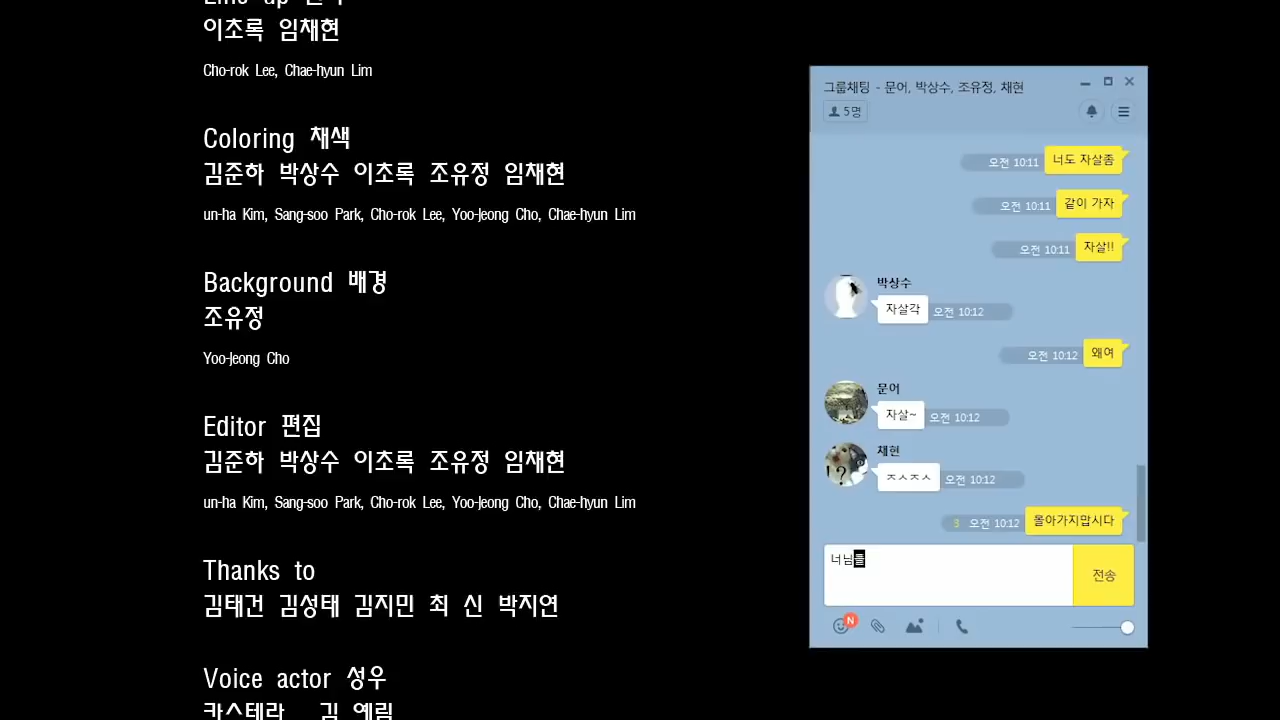 이초록 임채현
Cho-rok Lee, Chae-hyun Lim
Coloring 채색
김준하 박상수 이초록 조유정 임채현
un-ha Kim, Sang-soo Park, Cho-rok Lee, Yoo-Jeong Cho, Chae-hyun Lim
Background 배경
조유정
Yoo-Jeong Cho
Editor 편집
김준하 박상수 이초록 조유정 임채현
un-ha Kim, Sang-soo Park, Cho-rok Lee, Yoo-Jeong Cho, Chae-hyun Lim
Thanks to
김태건 김성태 김지민 최 신 박지연
Voice actor 성우
카스테라 김 예림
그룹채팅 - 문어, 박상수, 조유정, 채현
5명
오전 10:11 너도 자살좀
오전 10:11 같이 가자
오전 10:11 자살!!
박상수
자살각 오전 10:12
오전 10:12 왜여
문어
자살~ 오전 10:12
채현
ㅈㅅㅈㅅ 오전 10:12
3 오전 10:12 몰아가지맙시다
너님들
전송
N